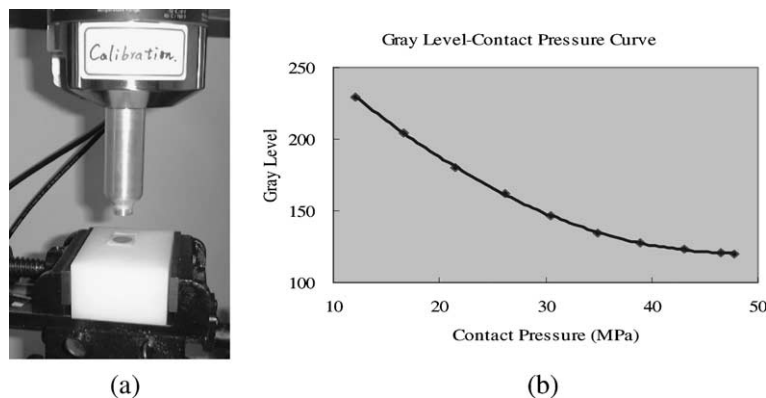 Calibration.
(a)
Gray Level-Contact Pressure Curve
Gray Level
250
200
150
100
10 20 30 40 50
Contact Pressure (MPa)
(b)